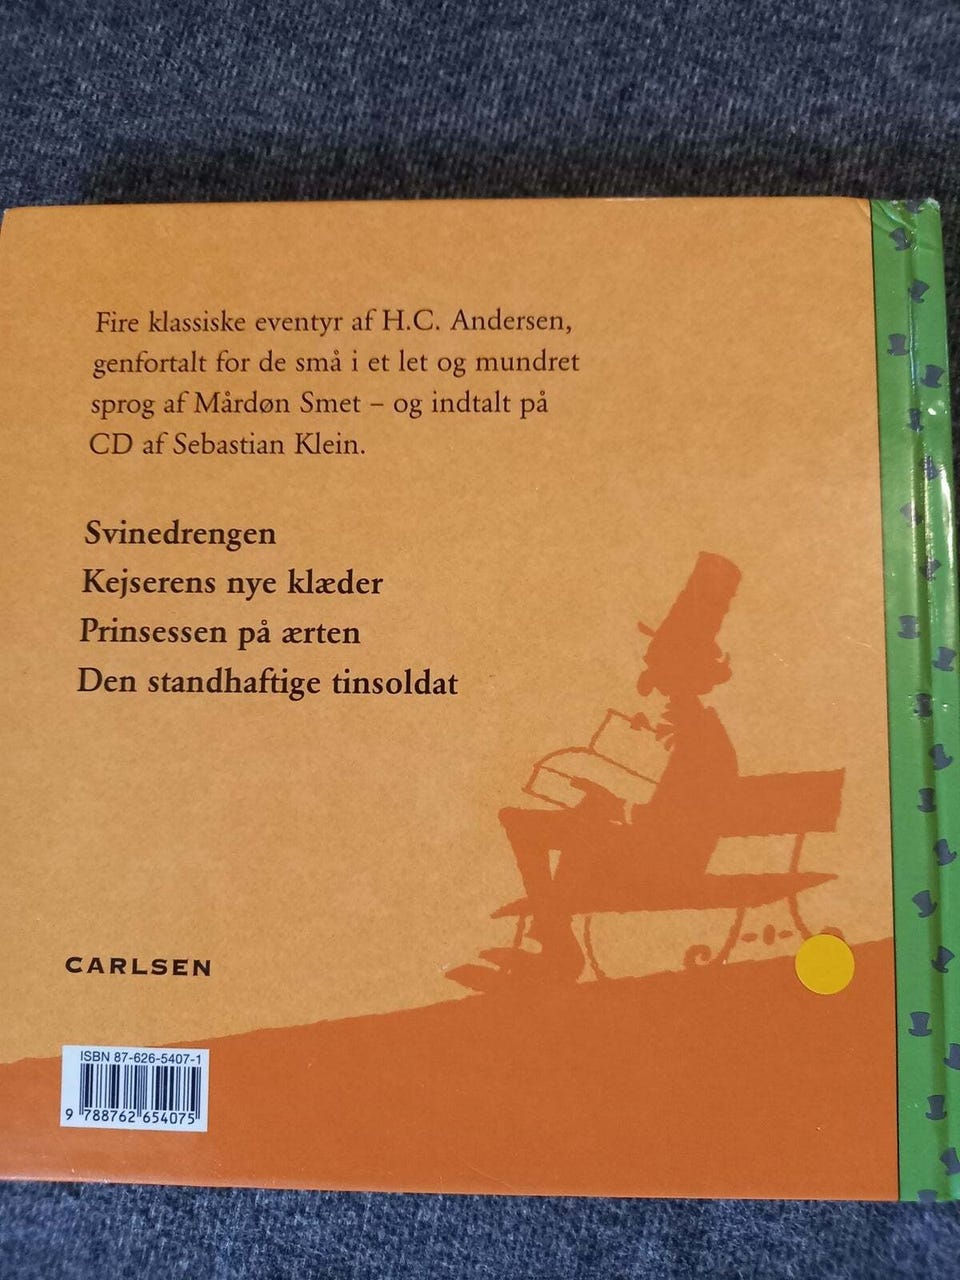 Fire klassiske eventyr af H.C. Andersen,
genfortalt for de små i et let og mundret
sprog af Mårdøn Smet – og indtalt på
CD af Sebastian Klein.
Svinedrengen
Kejserens nye klæder
Prinsessen på ærten
Den standhaftige tinsoldat
CARLSEN
ISBN 87-626-5407-1
9 788762 654075